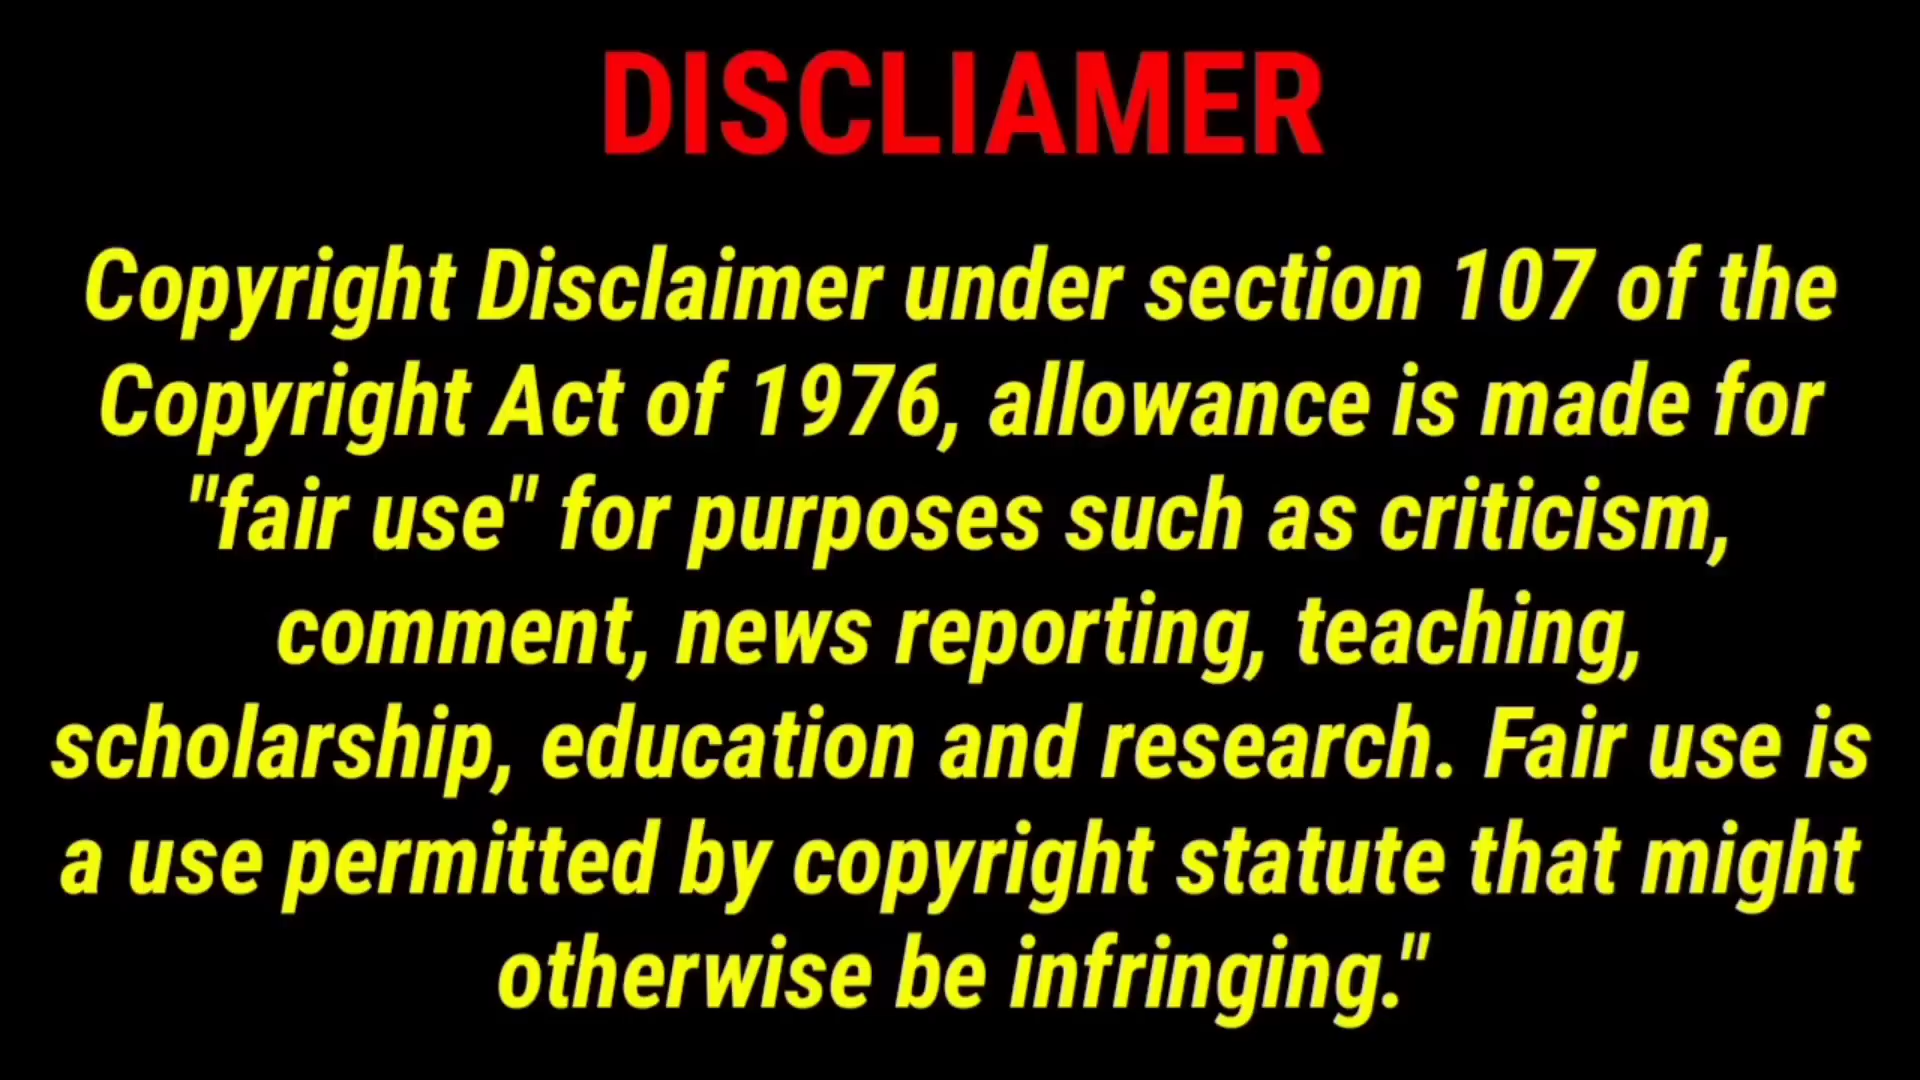 DISCLIAMER
Copyright Disclaimer under section 107 of the
Copyright Act of 1976, allowance is made for
"fair use" for purposes such as criticism,
comment, news reporting, teaching,
scholarship, education and research. Fair use is
a use permitted by copyright statute that might
otherwise be infringing."